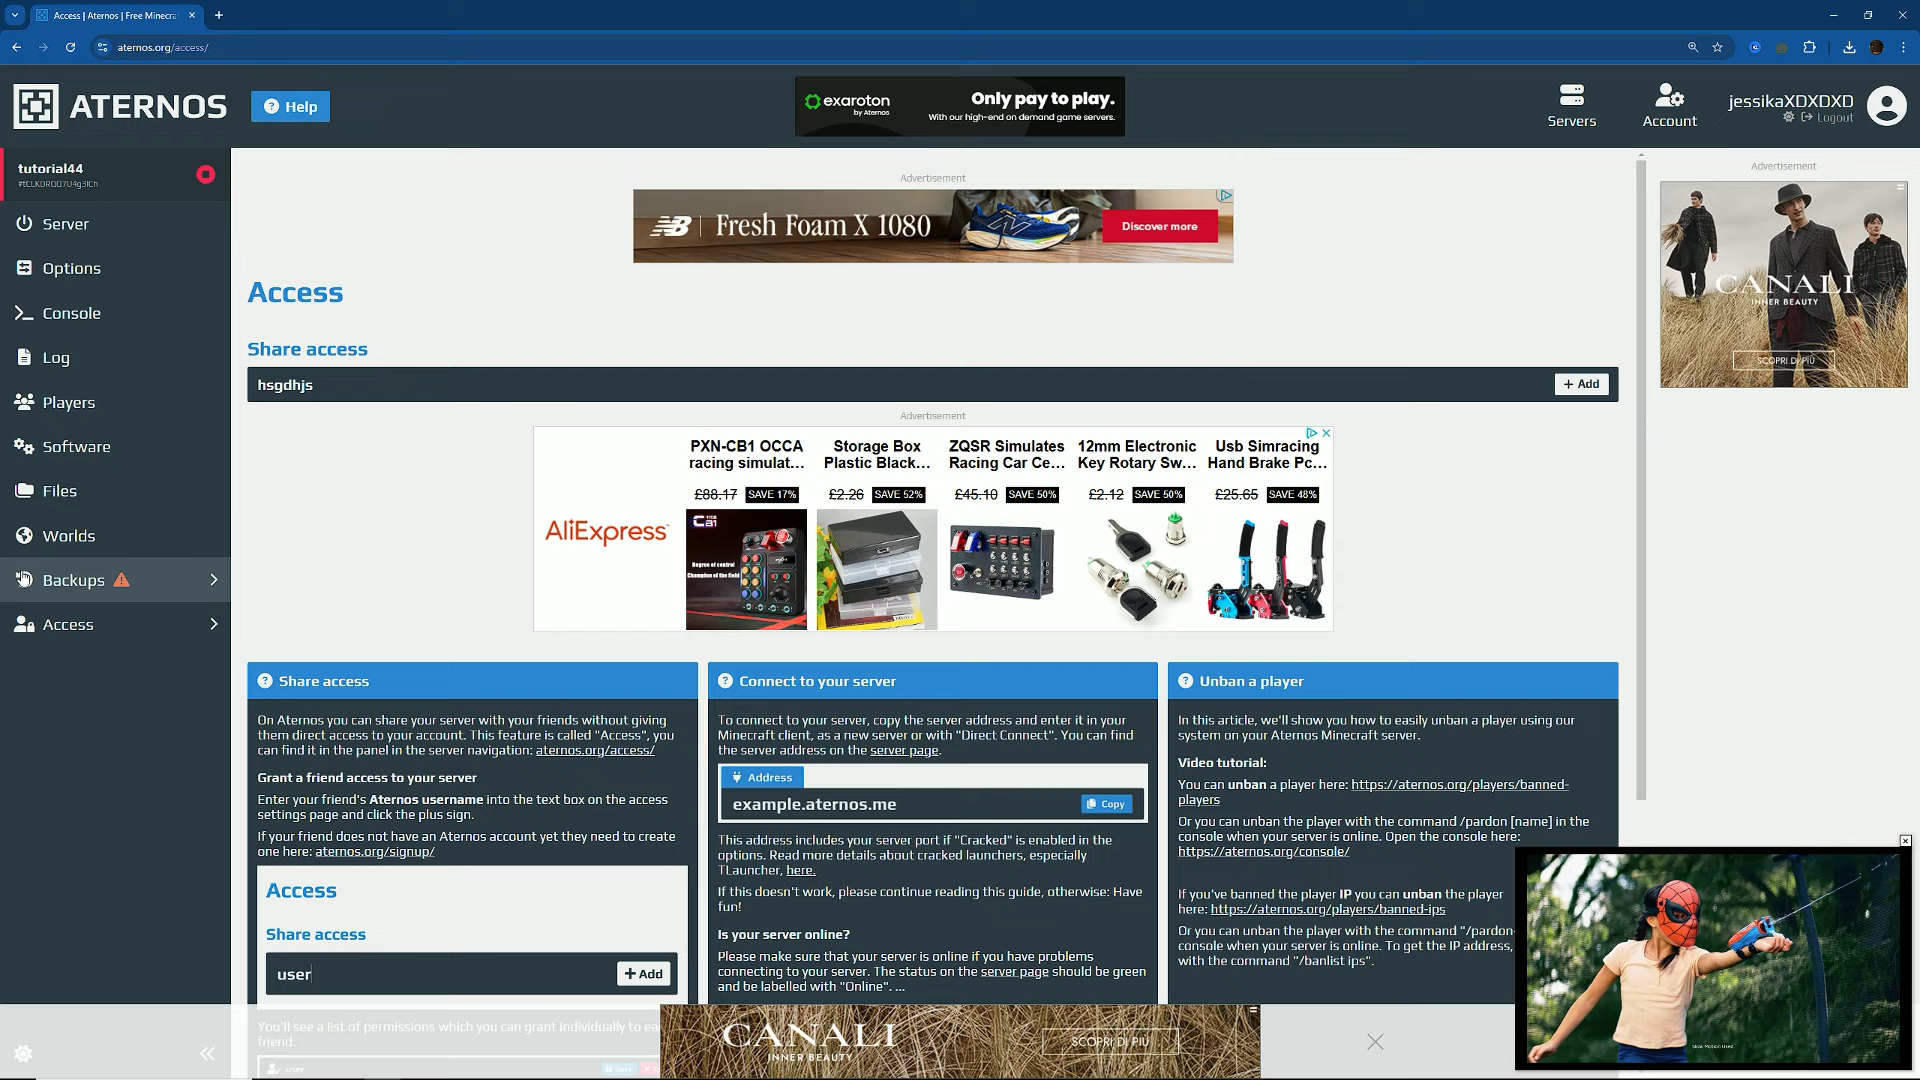 Access | Aternos | Free Minecra
aternos.org/access/
ATERNOS
Help
exaroton
by Aternos
Only pay to play.
With our high-end on demand game servers.
Servers
Account
jessikaXDXDXD
Logout
tutorial44
Server
Options
Console
Log
Players
Software
Files
Worlds
Backups
Access
Advertisement
Fresh Foam X 1080
Discover more
Advertisement
CANALI
INNER BEAUTY
SCOPRI DI PIÙ
Access
Share access
hsgdhjs
+ Add
Advertisement
AliExpress
PXN-CB1 OCCA
racing simulat...
£88.17 SAVE 17%
Degree of control
Champion of the field
Storage Box
Plastic Black...
£2.26 SAVE 52%
ZQSR Simulates
Racing Car Ce...
£45.10 SAVE 50%
12mm Electronic
Key Rotary Sw...
£2.12 SAVE 50%
Usb Simracing
Hand Brake Pc...
£25.65 SAVE 48%
Share access
On Aternos you can share your server with your friends without giving
them direct access to your account. This feature is called "Access", you
can find it in the panel in the server navigation: aternos.org/access/
Grant a friend access to your server
Enter your friend's Aternos username into the text box on the access
settings page and click the plus sign.
If your friend does not have an Aternos account yet they need to create
one here: aternos.org/signup/
Access
Share access
user
+ Add
You'll see a list of permissions which you can grant individually to ea
friend.
user
Connect to your server
To connect to your server, copy the server address and enter it in your
Minecraft client, as a new server or with "Direct Connect". You can find
the server address on the server page.
Address
example.aternos.me
Copy
This address includes your server port if "Cracked" is enabled in the
options. Read more details about cracked launchers, especially
TLauncher, here.
If this doesn't work, please continue reading this guide, otherwise: Have
fun!
Is your server online?
Please make sure that your server is online if you have problems
connecting to your server. The status on the server page should be green
and be labelled with "Online". ...
Unban a player
In this article, we'll show you how to easily unban a player using our
system on your Aternos Minecraft server.
Video tutorial:
You can unban a player here: https://aternos.org/players/banned-
players
Or you can unban the player with the command /pardon [name] in the
console when your server is online. Open the console here:
https://aternos.org/console/
If you've banned the player IP you can unban the player
here: https://aternos.org/players/banned-ips
Or you can unban the player with the command "/pardon-
console when your server is online. To get the IP address,
with the command "/banlist ips".
CANALI
INNER BEAUTY
SCOPRI DI PIÙ